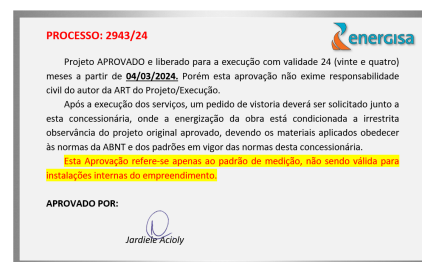 PROCESSO: 2943/24
energisa
Projeto APROVADO e liberado para a execução com validade 24 (vinte e quatro)
meses a partir de 04/03/2024. Porém esta aprovação não exime responsabilidade
civil do autor da ART do Projeto/Execução.
Após a execução dos serviços, um pedido de vistoria deverá ser solicitado junto a
esta concessionária, onde a energização da obra está condicionada a irrestrita
observância do projeto original aprovado, devendo os materiais aplicados obedecer
às normas da ABNT e dos padrões em vigor das normas desta concessionária.
Esta Aprovação refere-se apenas ao padrão de medição, não sendo válida para
instalações internas do empreendimento.
APROVADO POR:
Jardiele Acioly